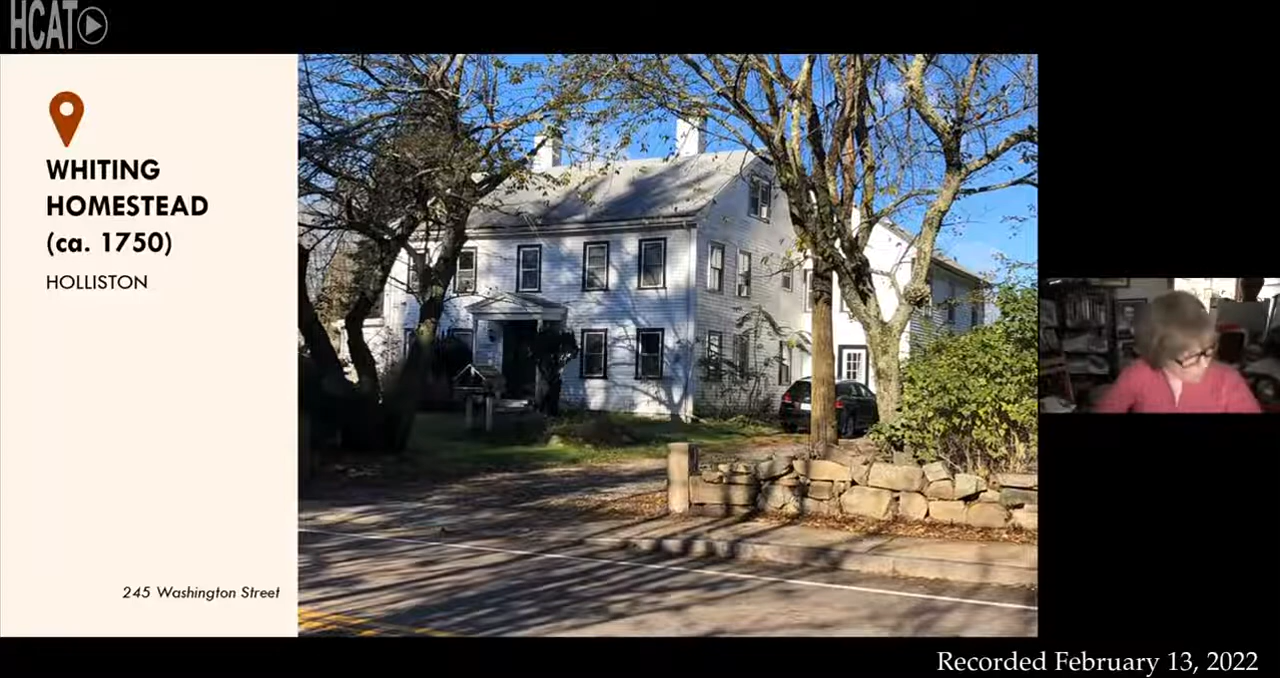 HCAT
WHITING
HOMESTEAD
(ca. 1750)
HOLLISTON
245 Washington Street
Recorded February 13, 2022